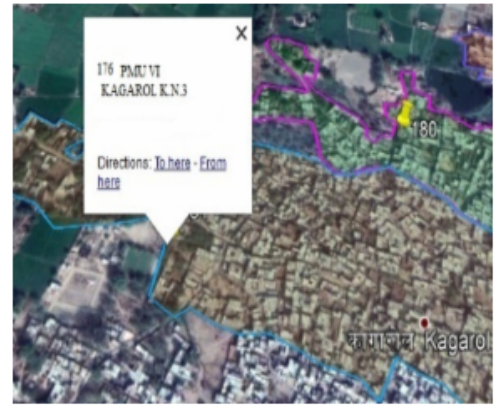 X
176 PMU VI
KAGAROL K.N.3
Directions: To here - From
here
180
कागारोल Kagarol